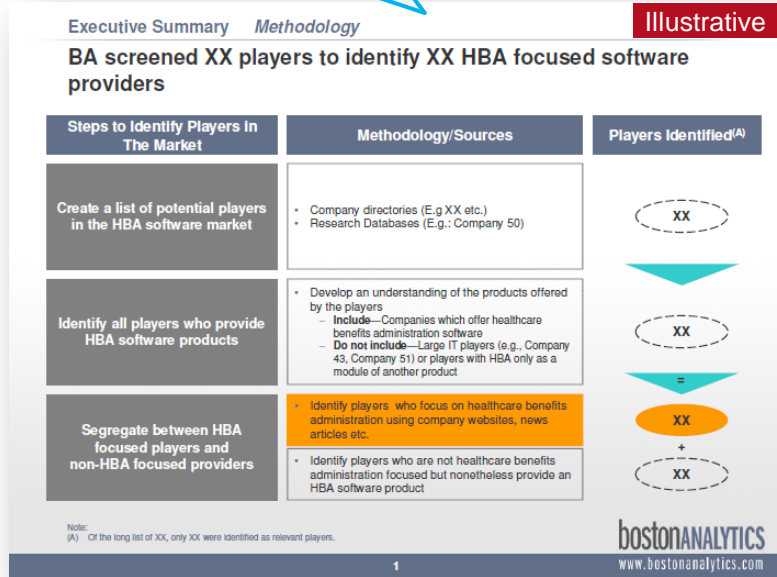 Executive Summary Methodology
Illustrative
BA screened XX players to identify XX HBA focused software
providers
Steps to Identify Players in
The Market
Methodology/Sources
Players Identified(A)
Create a list of potential players
in the HBA software market
• Company directories (E.g XX etc.)
• Research Databases (E.g.: Company 50)
XX
Identify all players who provide
HBA software products
• Develop an understanding of the products offered
by the players
– Include—Companies which offer healthcare
benefits administration software
– Do not include—Large IT players (e.g., Company
43, Company 51) or players with HBA only as a
module of another product
XX
=
Segregate between HBA
focused players and
non-HBA focused providers
• Identify players who focus on healthcare benefits
administration using company websites, news
articles etc.
XX
+
• Identify players who are not healthcare benefits
administration focused but nonetheless provide an
HBA software product
XX
Note:
(A) Of the long list of XX, only XX were identified as relevant players.
bostonANALYTICS
1
www.bostonanalytics.com